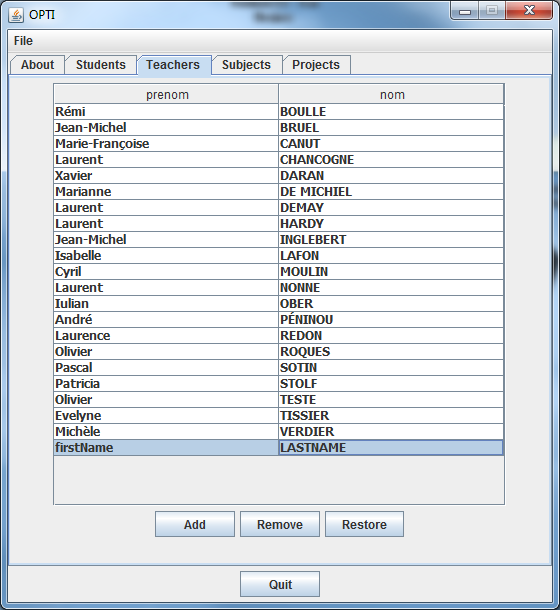 OPTI
File
About Students Teachers Subjects Projects
prenom nom
Rémi BOULLE
Jean-Michel BRUEL
Marie-Françoise CANUT
Laurent CHANCOGNE
Xavier DARAN
Marianne DE MICHIEL
Laurent DEMAY
Laurent HARDY
Jean-Michel INGLEBERT
Isabelle LAFON
Cyril MOULIN
Laurent NONNE
Iulian OBER
André PÉNINOU
Laurence REDON
Olivier ROQUES
Pascal SOTIN
Patricia STOLF
Olivier TESTE
Evelyne TISSIER
Michèle VERDIER
firstName LASTNAME
Add Remove Restore
Quit